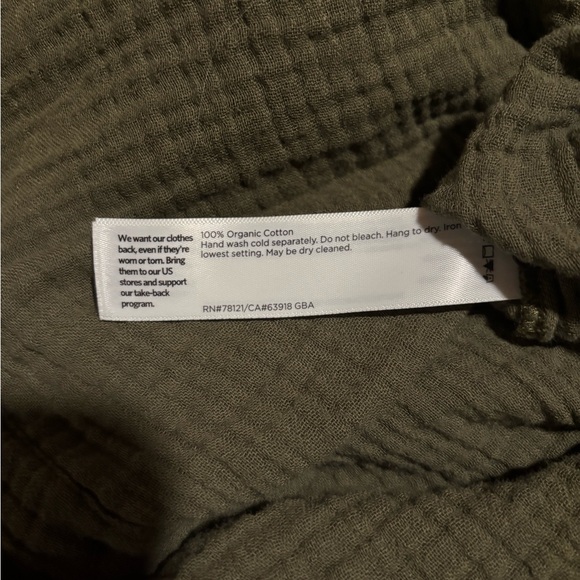 We want our clothes
back, even if they're
worn or torn. Bring
them to our US
stores and support
our take-back
program.
100% Organic Cotton
Hand wash cold separately. Do not bleach. Hang to dry. Iron
lowest setting. May be dry cleaned.
RN#78121/CA#63918 GBA